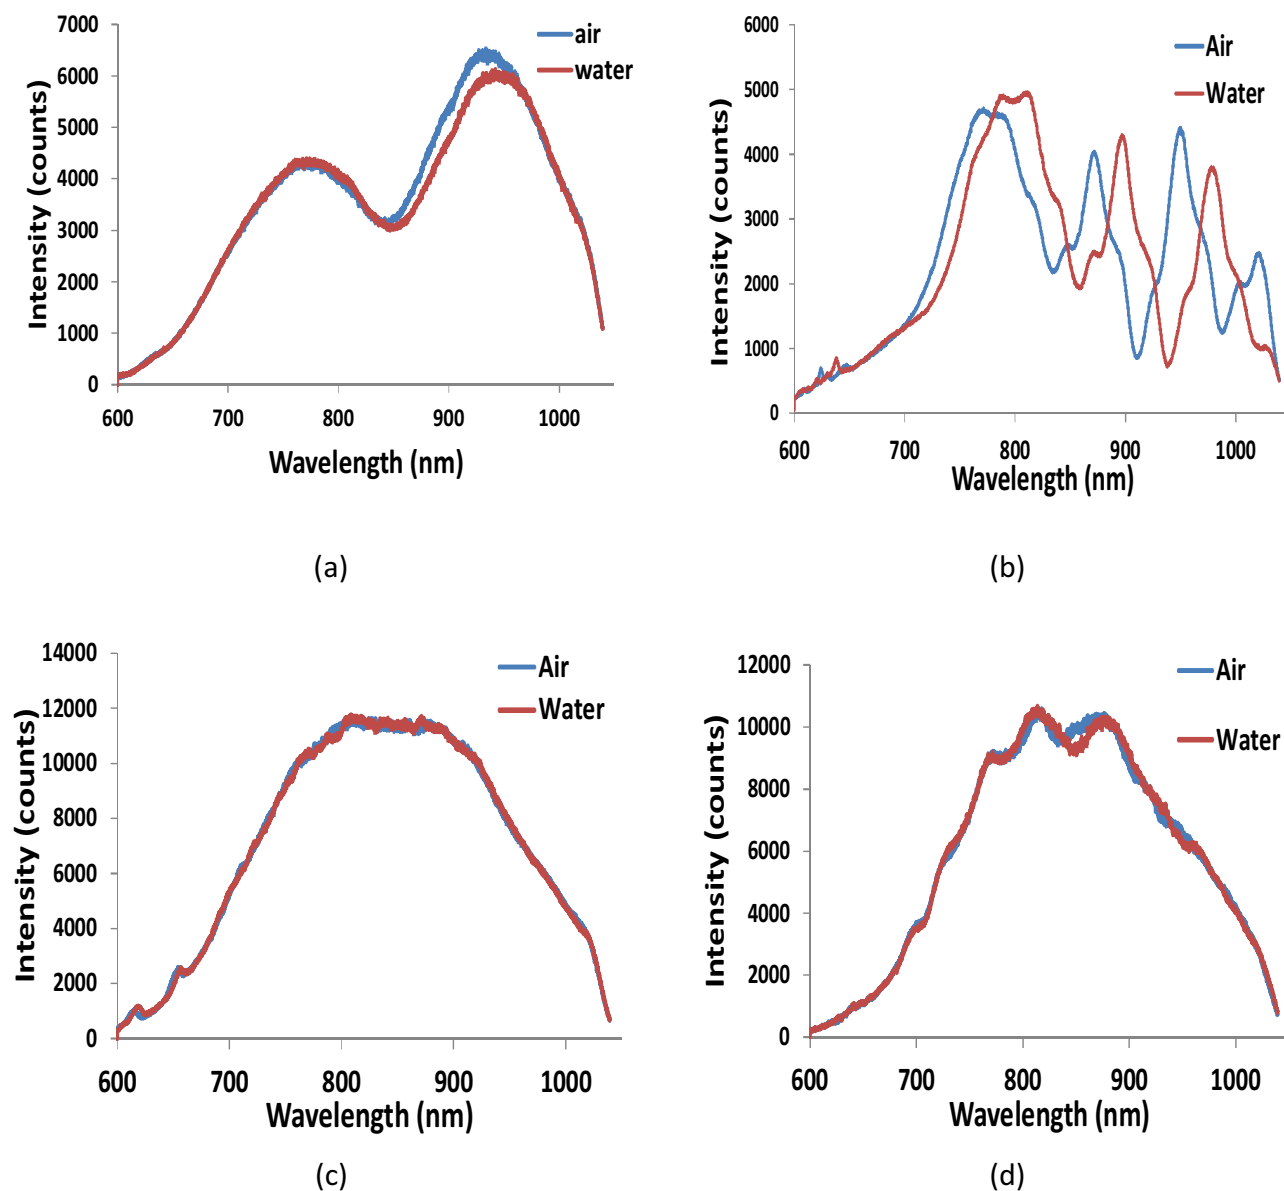 7000
6000
5000
4000
3000
2000
1000
0
Intensity (counts)
air
water
600 700 800 900 1000
Wavelength (nm)
(a)
6000
5000
4000
3000
2000
1000
0
Intensity (counts)
Air
Water
600 700 800 900 1000
Wavelength (nm)
(b)
14000
12000
10000
8000
6000
4000
2000
0
Intensity (counts)
Air
Water
600 700 800 900 1000
Wavelength (nm)
(c)
12000
10000
8000
6000
4000
2000
0
Intensity (counts)
Air
Water
600 700 800 900 1000
Wavelength (nm)
(d)